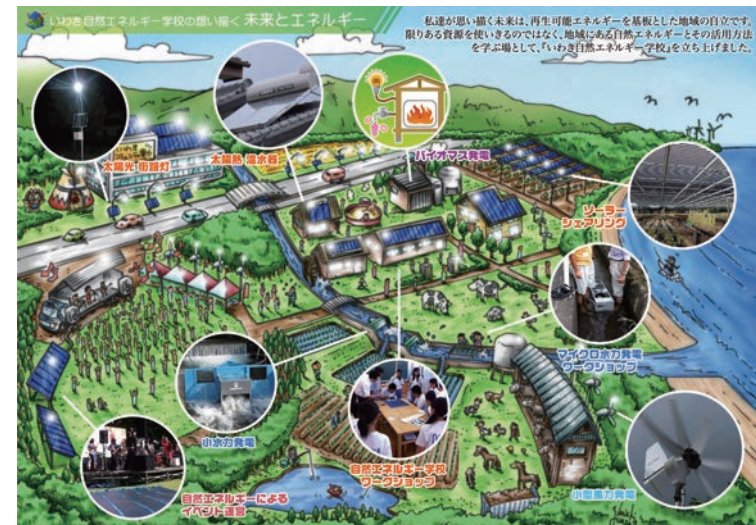 いわき自然エネルギー学校の想い描く 未来とエネルギー
私達が思い描く未来は、再生可能エネルギーを基板とした地域の自立です。
限りある資源を使いきるのではなく、地域にある自然エネルギーとその活用方法
を学ぶ場として、「いわき自然エネルギー学校」を立ち上げました。
太陽光 街路灯
太陽熱 温水器
バイオマス発電
ソーラー
シェアリング
マイクロ水力発電
ワークショップ
小水力発電
自然エネルギー学校
ワークショップ
小型風力発電
自然エネルギーによる
イベント運営